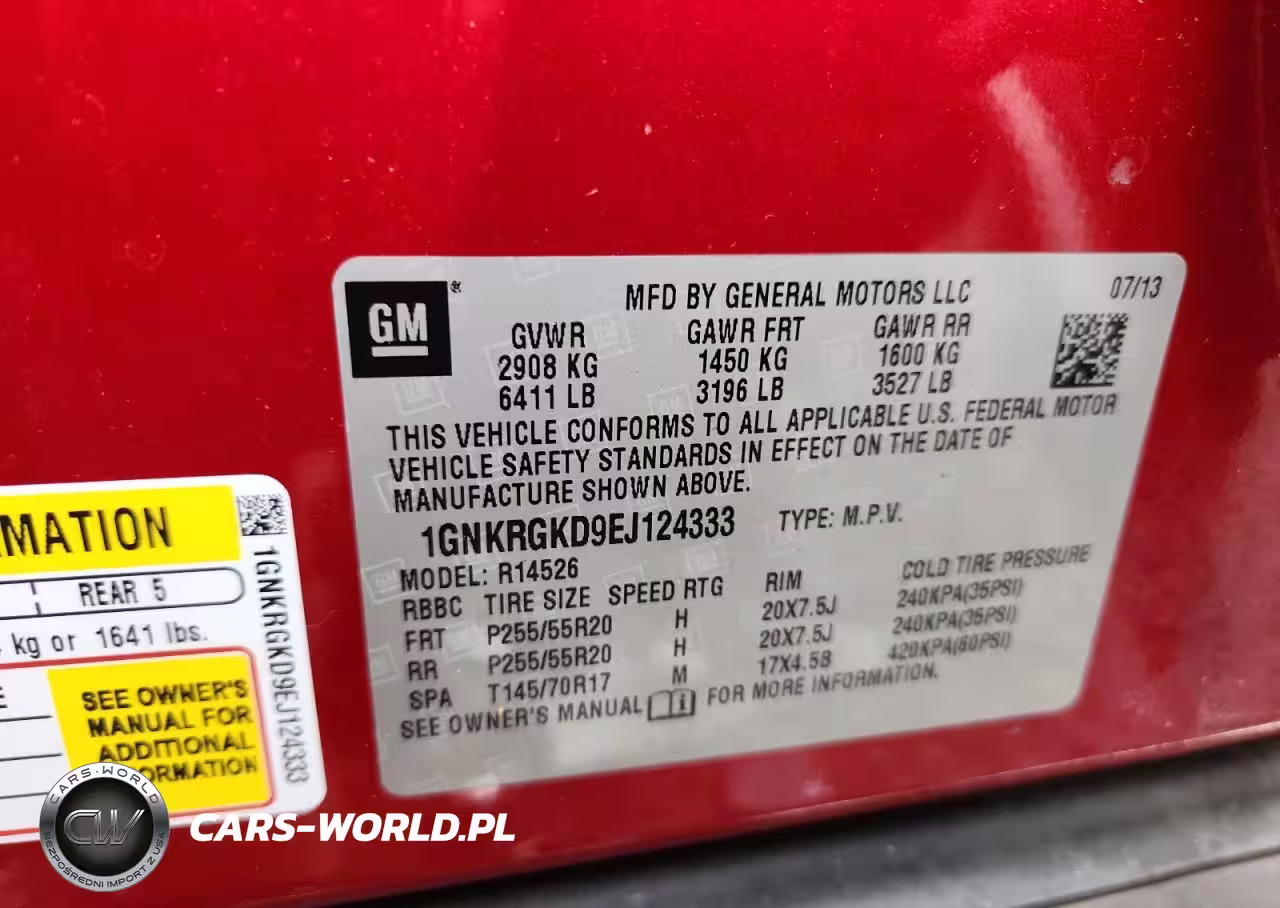 GM
®
MFD BY GENERAL MOTORS LLC
07/13
GVWR GAWR FRT GAWR RR
2908 KG 1450 KG 1600 KG
6411 LB 3196 LB 3527 LB
THIS VEHICLE CONFORMS TO ALL APPLICABLE U.S. FEDERAL MOTOR
VEHICLE SAFETY STANDARDS IN EFFECT ON THE DATE OF
MANUFACTURE SHOWN ABOVE.
1GNKRGKD9EJ124333 TYPE: M.P.V.
MODEL: R14526
RBBC TIRE SIZE SPEED RTG RIM COLD TIRE PRESSURE
FRT P255/55R20 H 20X7.5J 240KPA(35PSI)
RR P255/55R20 H 20X7.5J 240KPA(35PSI)
SPA T145/70R17 M 17X4.5B 420KPA(60PSI)
SEE OWNER'S MANUAL FOR MORE INFORMATION.
MATION
REAR 5
kg or 1641 lbs.
E
SEE OWNER'S
MANUAL FOR
ADDITIONAL
ORMATION
1GNKRGKD9EJ124333
CARS-WORLD
CW
BEZPOŚREDNI IMPORT Z USA
CARS-WORLD.PL